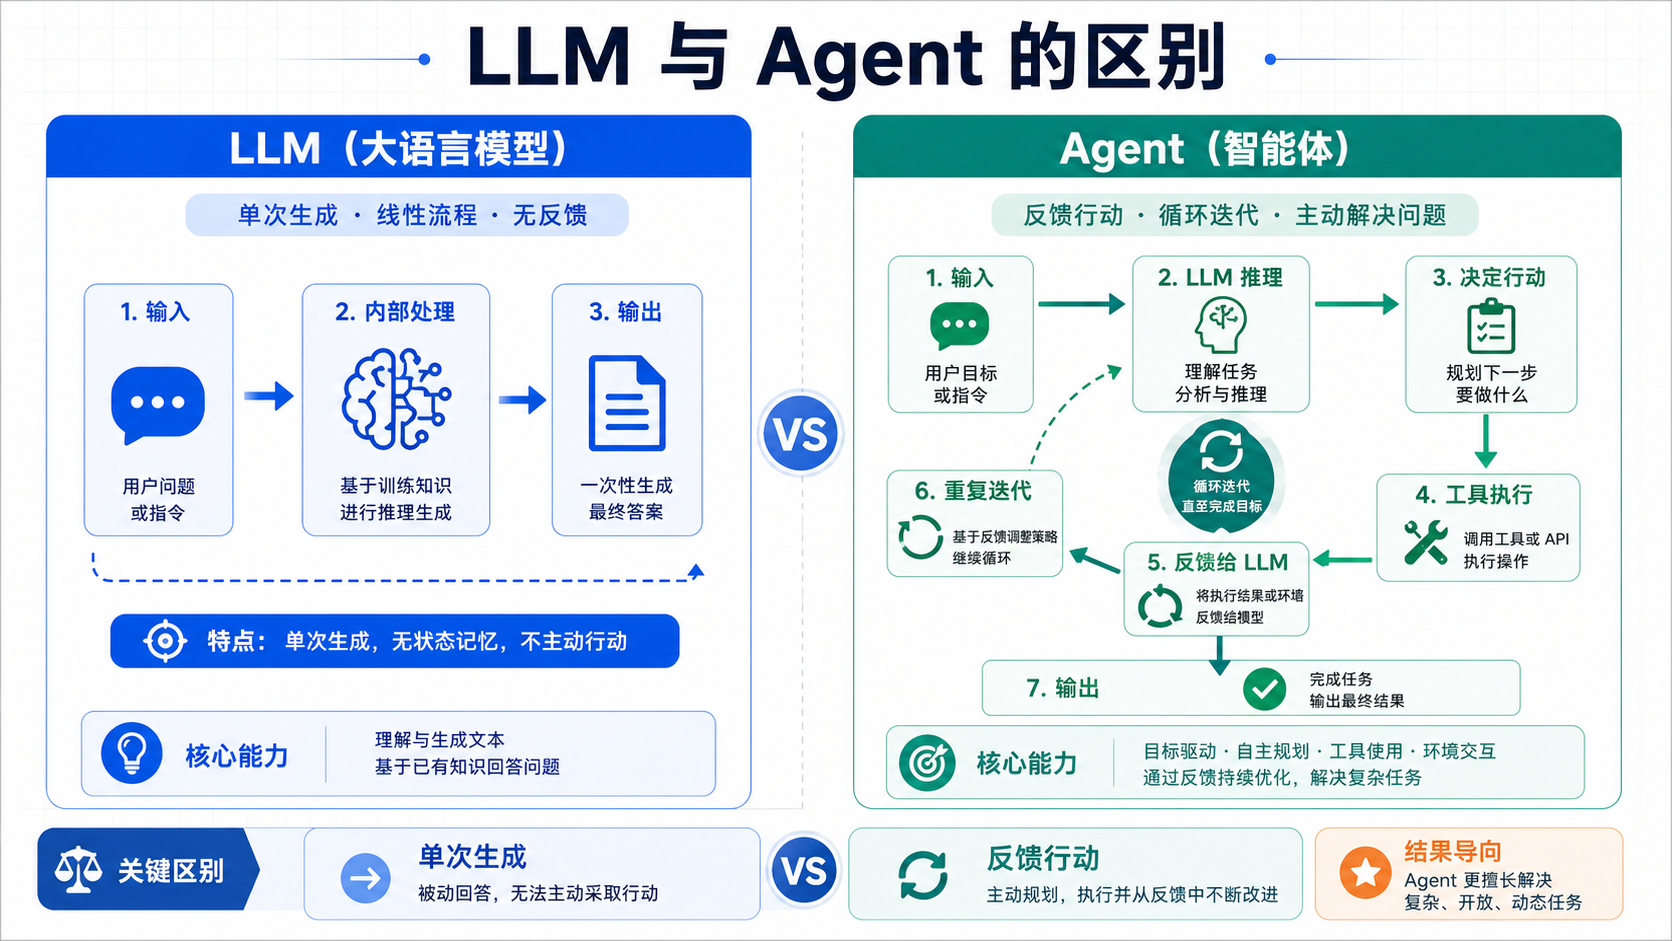 LLM 与 Agent 的区别
LLM（大语言模型）
单次生成 · 线性流程 · 无反馈
1. 输入
用户问题
或指令
2. 内部处理
基于训练知识
进行推理生成
3. 输出
一次性生成
最终答案
特点：单次生成，无状态记忆，不主动行动
核心能力
理解与生成文本
基于已有知识回答问题
VS
Agent（智能体）
反馈行动 · 循环迭代 · 主动解决问题
1. 输入
用户目标
或指令
2. LLM 推理
理解任务
分析与推理
3. 决定行动
规划下一步
要做什么
循环迭代
直至完成目标
4. 工具执行
调用工具或 API
执行操作
5. 反馈给 LLM
将执行结果或环境
反馈给模型
6. 重复迭代
基于反馈调整策略
继续循环
7. 输出
完成任务
输出最终结果
核心能力
目标驱动 · 自主规划 · 工具使用 · 环境交互
通过反馈持续优化，解决复杂任务
关键区别
单次生成
被动回答，无法主动采取行动
VS
反馈行动
主动规划，执行并从反馈中不断改进
结果导向
Agent 更擅长解决
复杂、开放、动态任务